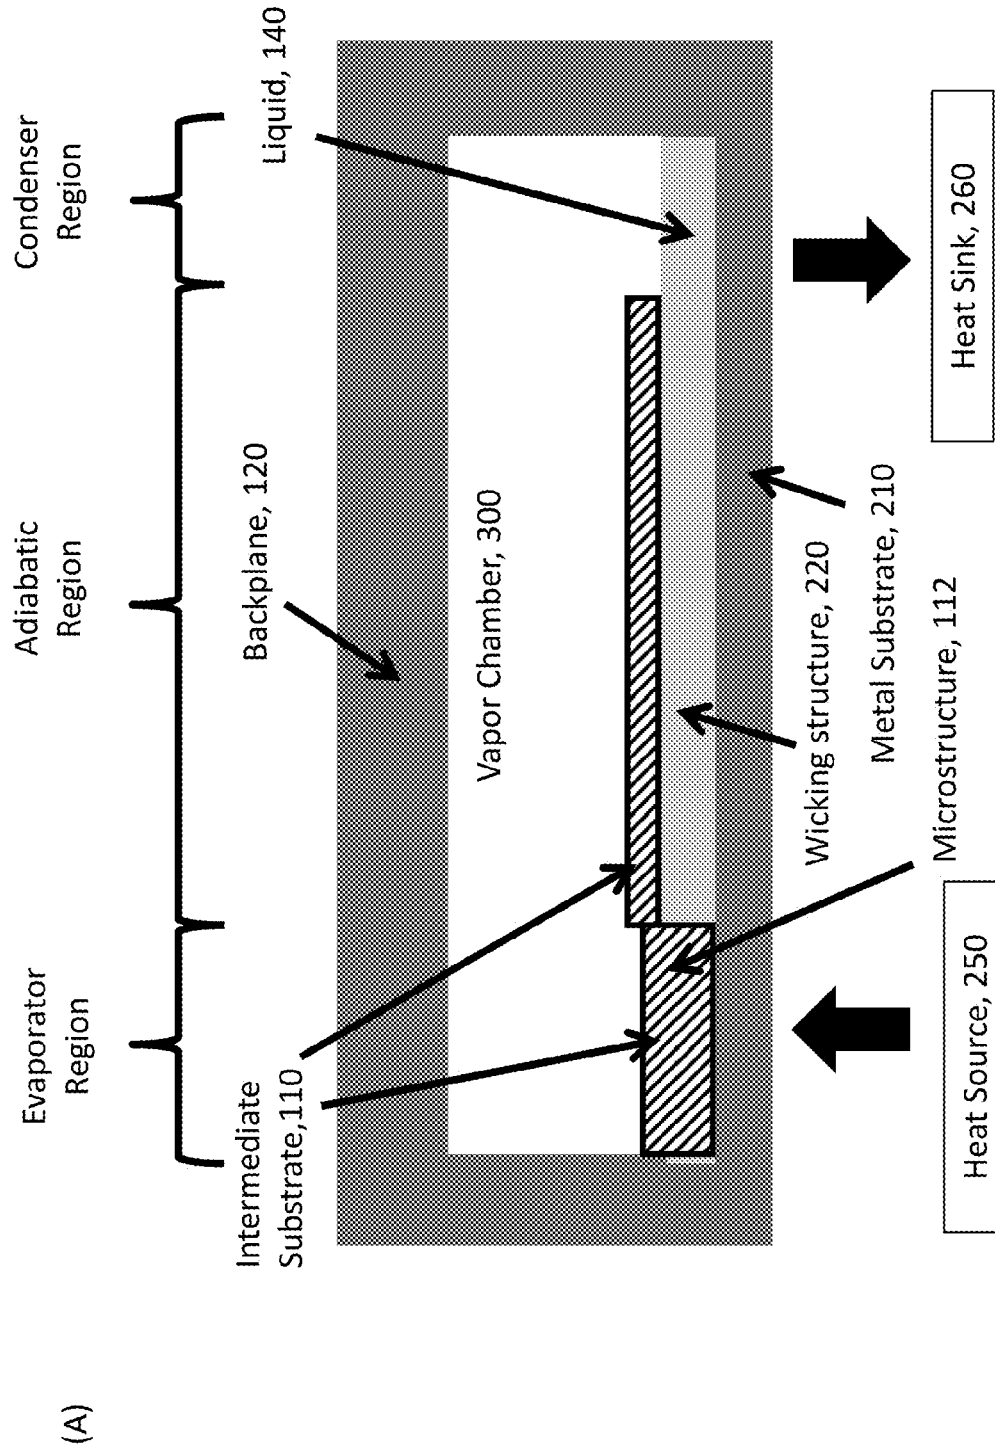 (A)
Evaporator
Region
Adiabatic
Region
Condenser
Region
Intermediate
Substrate,110
Backplane, 120
Liquid, 140
Vapor Chamber, 300
Wicking structure, 220
Metal Substrate, 210
Microstructure, 112
Heat Source, 250
Heat Sink, 260